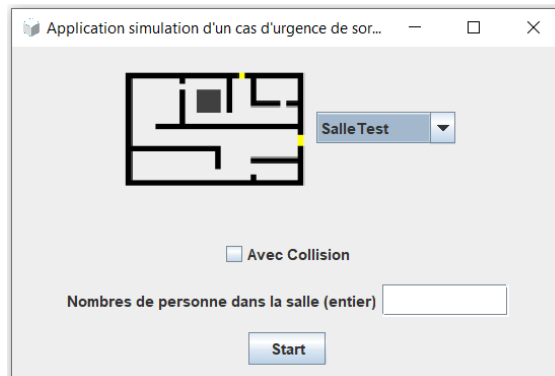 Application simulation d'un cas d'urgence de sor...
SalleTest
Avec Collision
Nombres de personne dans la salle (entier)
Start